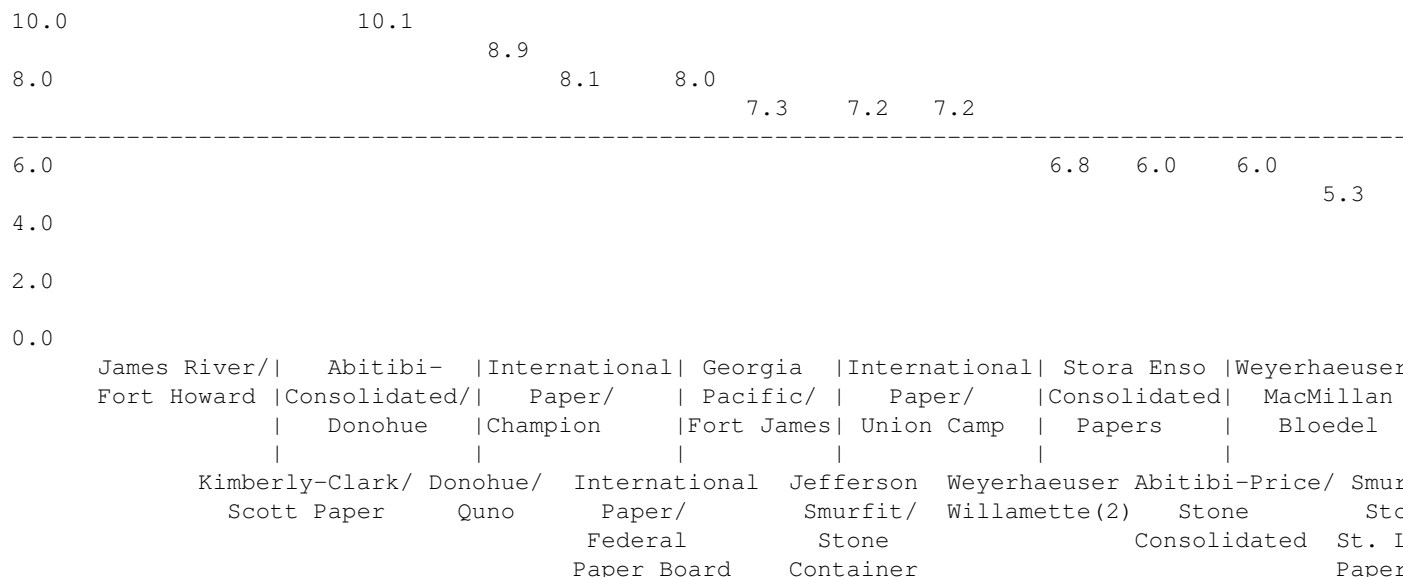 10.0 10.1
8.9
8.0 8.1 8.0
7.3 7.2 7.2
6.0 6.8 6.0 6.0
5.3
4.0
2.0
0.0
James River/| Abitibi- |International| Georgia |International| Stora Enso |Weyerhaeuser
Fort Howard |Consolidated/| Paper/ | Pacific/ | Paper/ |Consolidated| MacMillan
| Donohue |Champion |Fort James| Union Camp | Papers | Bloedel
| | | | | |
Kimberly-Clark/ Donohue/ International Jefferson Weyerhaeuser Abitibi-Price/ Smur
Scott Paper Quno Paper/ Smurfit/ Willamette(2) Stone Sto
Federal Stone Consolidated St. L
Paper Board Container Paper